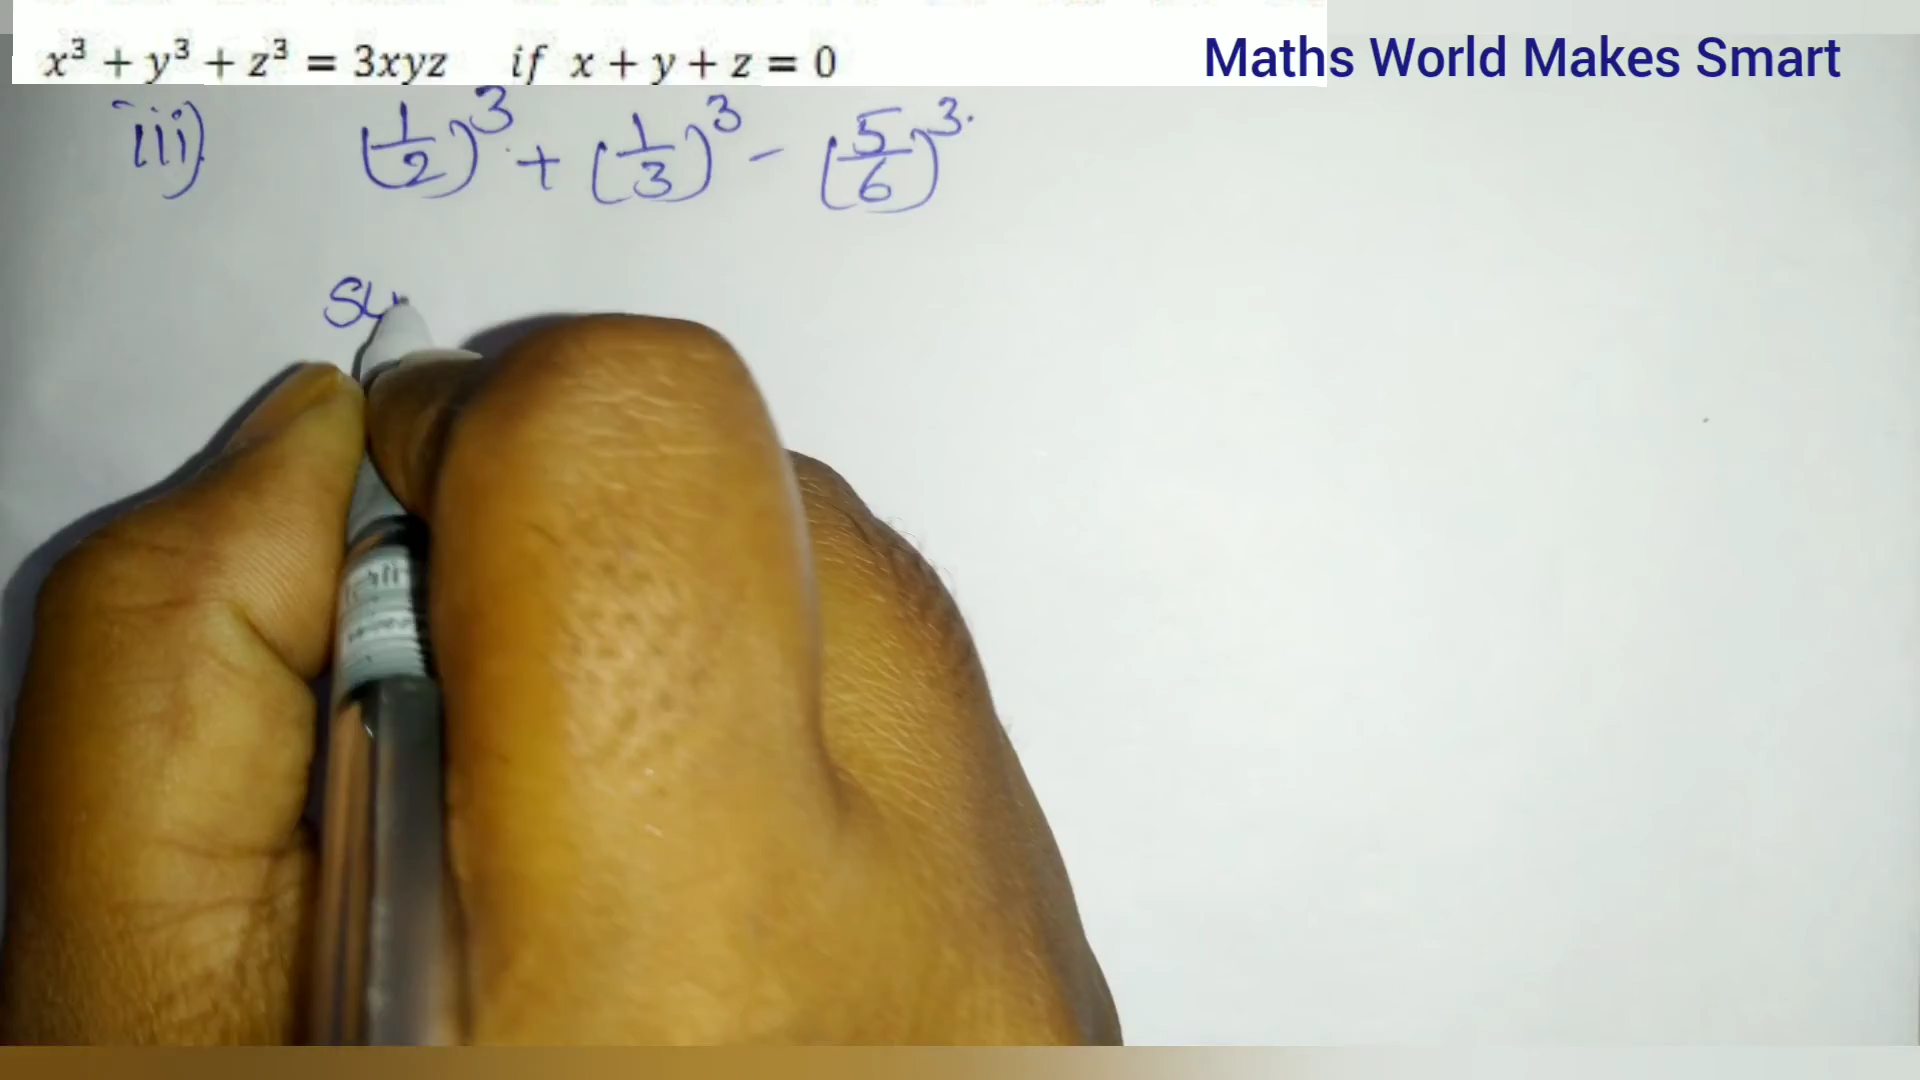 x³ + y³ + z³ = 3xyz if x + y + z = 0
Maths World Makes Smart
iii) (1/2)³ + (1/3)³ - (5/6)³